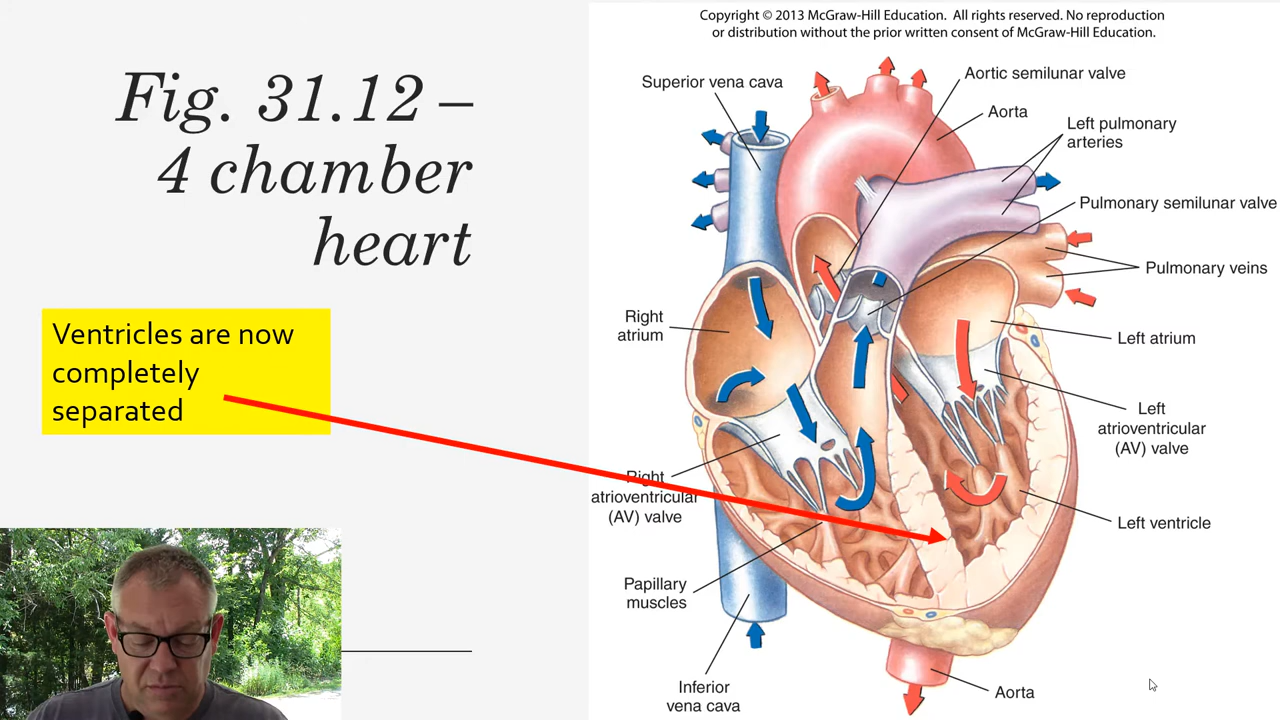 Fig. 31.12 –
4 chamber
heart
Ventricles are now
completely
separated
Copyright © 2013 McGraw-Hill Education. All rights reserved. No reproduction
or distribution without the prior written consent of McGraw-Hill Education.
Superior vena cava
Aortic semilunar valve
Aorta
Left pulmonary
arteries
Pulmonary semilunar valve
Pulmonary veins
Right
atrium
Left atrium
Left
atrioventricular
(AV) valve
Right
atrioventricular
(AV) valve
Left ventricle
Papillary
muscles
Inferior
vena cava
Aorta